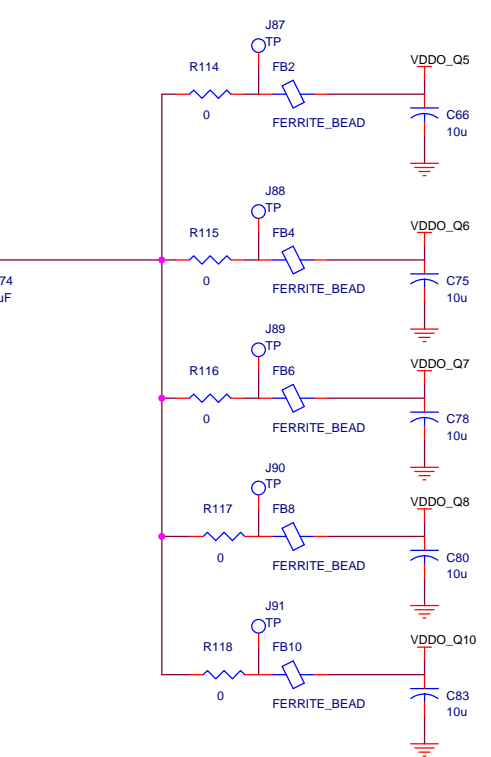 J87
TP
VDDO_Q5
R114
FB2
0
FERRITE_BEAD
C66
10u
J88
TP
VDDO_Q6
R115
FB4
74
uF
0
FERRITE_BEAD
C75
10u
J89
TP
VDDO_Q7
R116
FB6
0
FERRITE_BEAD
C78
10u
J90
TP
VDDO_Q8
R117
FB8
0
FERRITE_BEAD
C80
10u
J91
TP
VDDO_Q10
R118
FB10
0
FERRITE_BEAD
C83
10u